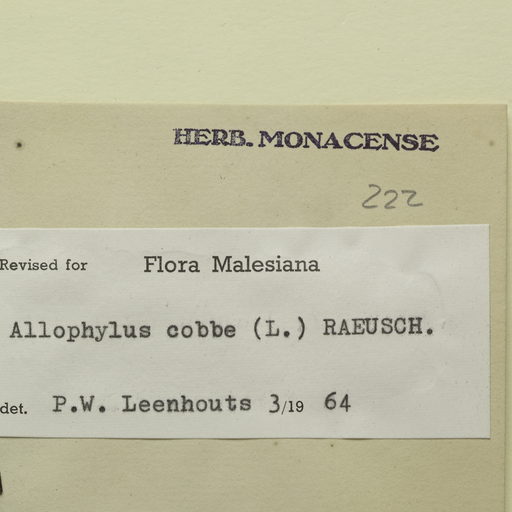 HERB. MONACENSE
222
Revised for Flora Malesiana
Allophylus cobbe (L.) RAEUSCH.
det. P.W. Leenhouts 3/19 64